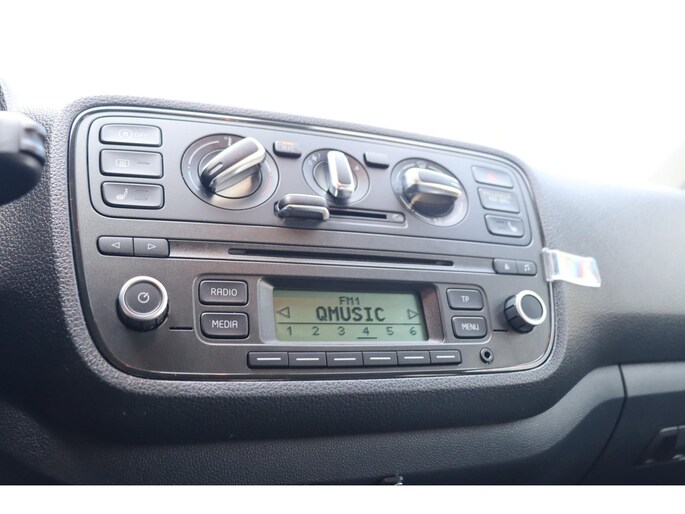 RADIO
MEDIA
FM1
QMUSIC
1 2 3 4 5 6
TP
MENU